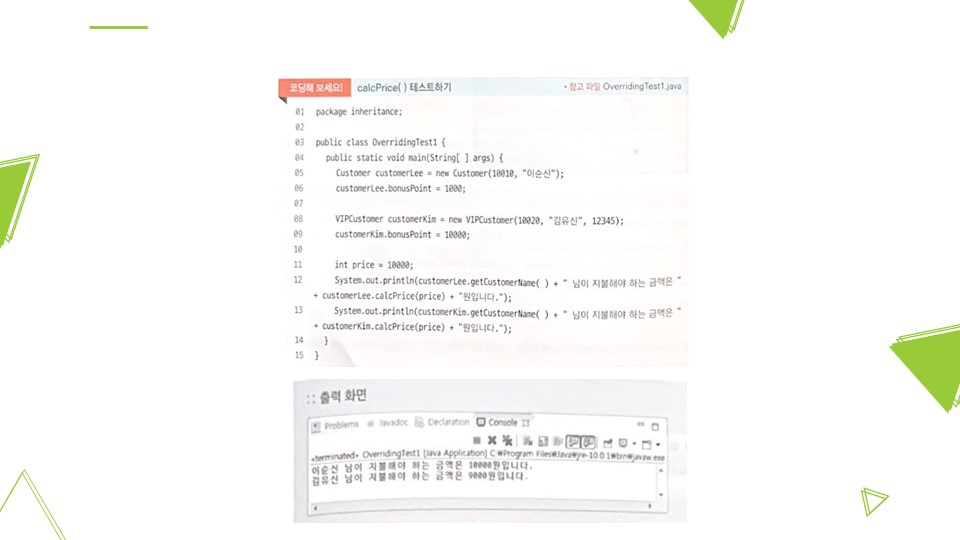 코딩해 보세요! calcPrice( ) 테스트하기 • 참고 파일 OverridingTest1.java
01 package inheritance;
02
03 public class OverridingTest1 {
04 public static void main(String[ ] args) {
05 Customer customerLee = new Customer(10010, "이순신");
06 customerLee.bonusPoint = 1000;
07
08 VIPCustomer customerKim = new VIPCustomer(10020, "김유신", 12345);
09 customerKim.bonusPoint = 10000;
10
11 int price = 10000;
12 System.out.println(customerLee.getCustomerName( ) + " 님이 지불해야 하는 금액은 "
+ customerLee.calcPrice(price) + "원입니다.");
13 System.out.println(customerKim.getCustomerName( ) + " 님이 지불해야 하는 금액은 "
+ customerKim.calcPrice(price) + "원입니다.");
14 }
15 }
:: 출력 화면
Problems Javadoc Declaration Console
<terminated> OverridingTest1 [Java Application] C:₩Program Files₩Java₩jre-10.0.1₩bin₩javaw.exe
이순신 님이 지불해야 하는 금액은 10000원입니다.
김유신 님이 지불해야 하는 금액은 9000원입니다.